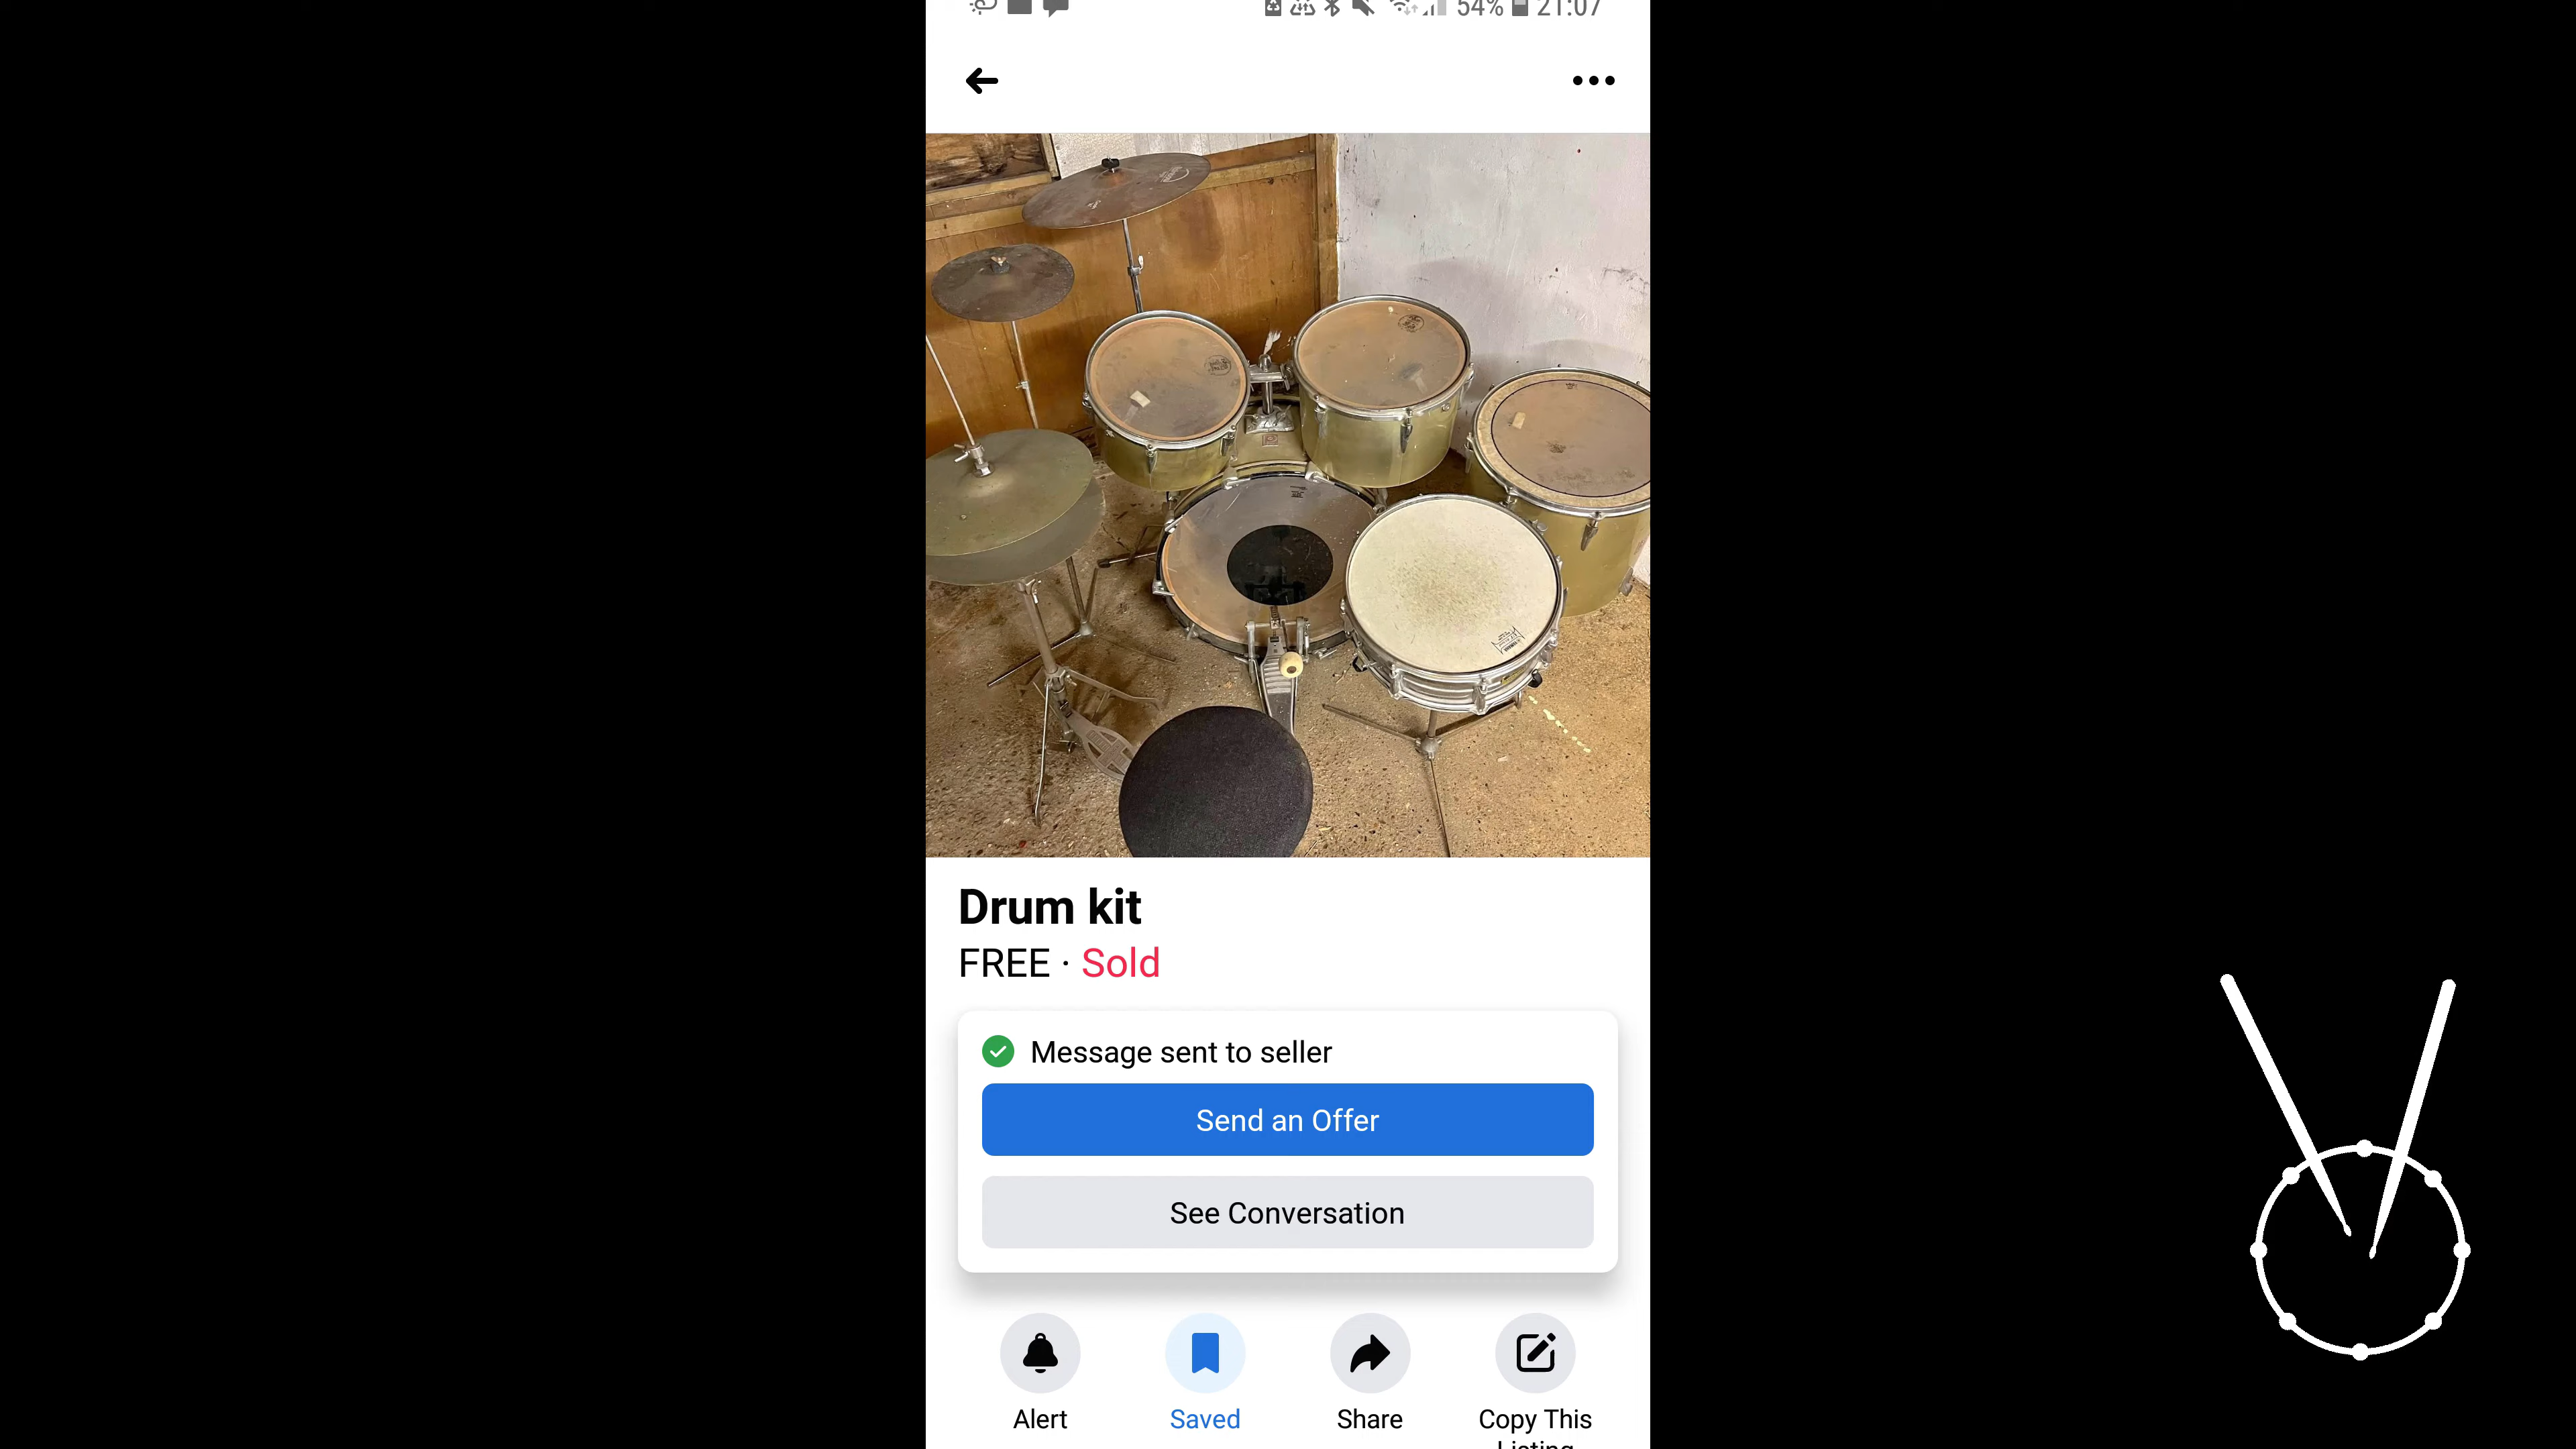 54% 21:07
Drum kit
FREE · Sold
Message sent to seller
Send an Offer
See Conversation
Alert
Saved
Share
Copy This
Listing